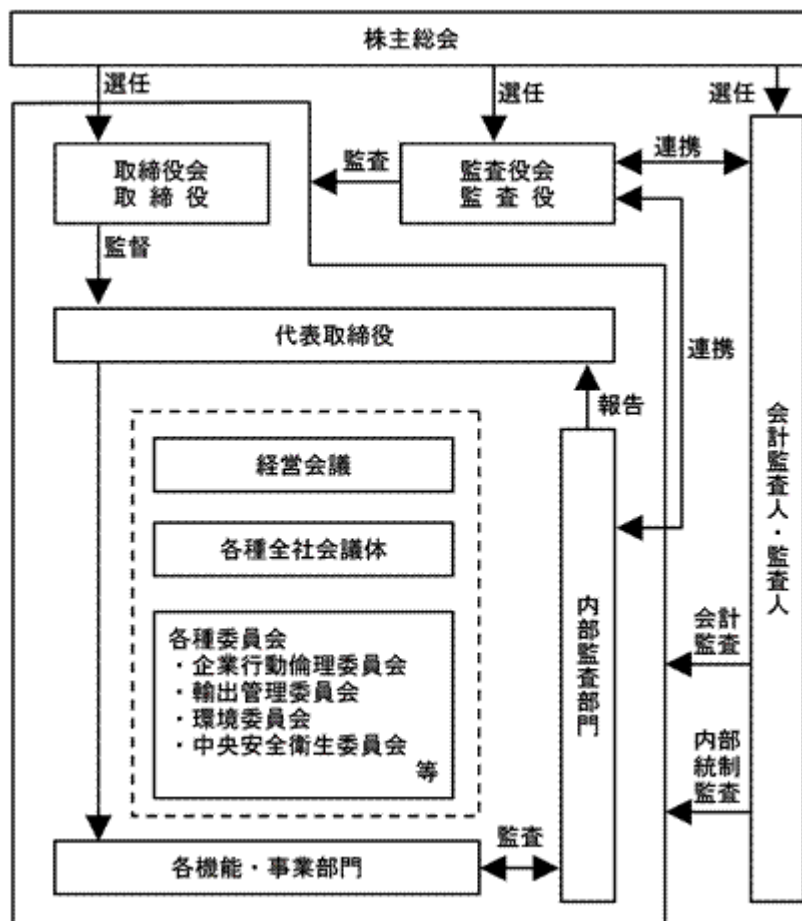 株主総会
選任
選任
選任
取締役会
取締役
監査
監査役会
監査役
連携
監督
代表取締役
連携
報告
経営会議
各種全社会議体
各種委員会
・企業行動倫理委員会
・輸出管理委員会
・環境委員会
・中央安全衛生委員会
等
内部監査部門
会計監査人・監査人
会計
監査
内部
統制
監査
各機能・事業部門
監査